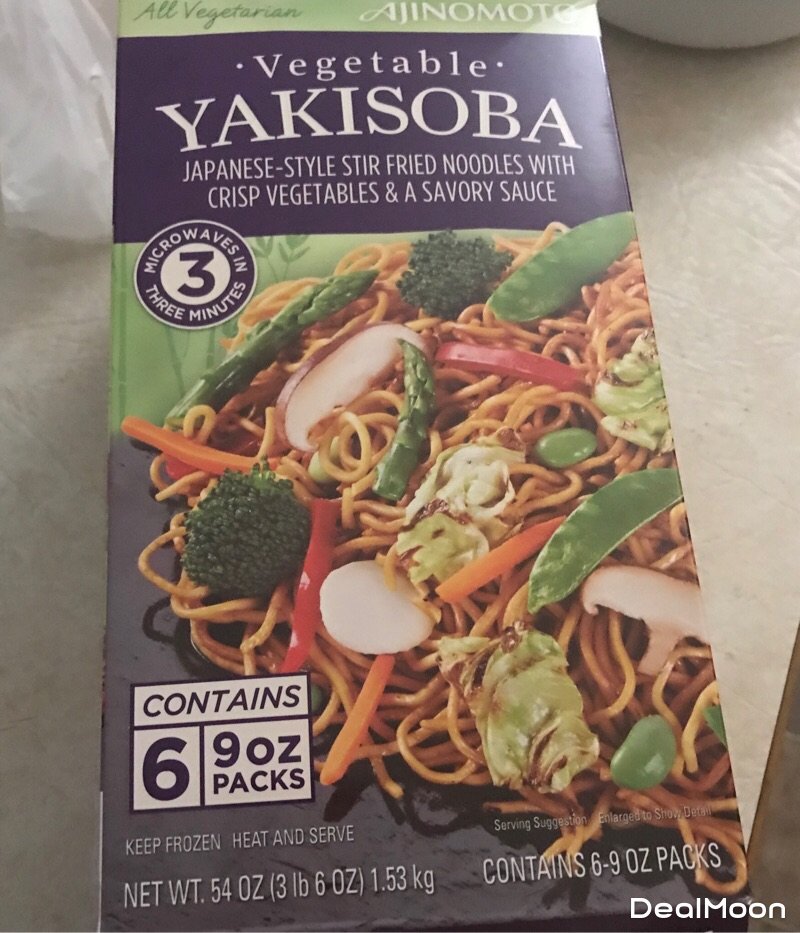 All Vegetarian
AJINOMOTO
· Vegetable ·
YAKISOBA
JAPANESE-STYLE STIR FRIED NOODLES WITH
CRISP VEGETABLES & A SAVORY SAUCE
MICROWAVES IN
3
THREE MINUTES
CONTAINS
6
9oz
PACKS
Serving Suggestion Enlarged to Show Detail
KEEP FROZEN HEAT AND SERVE
NET WT. 54 OZ (3 lb 6 OZ) 1.53 kg
CONTAINS 6-9 OZ PACKS
DealMoon